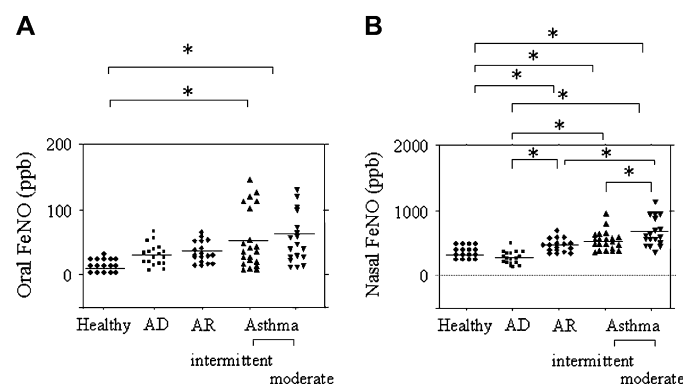 A
*
*
200
100
0
Oral FeNO (ppb)
Healthy AD AR Asthma
intermittent
moderate
B
*
*
*
*
*
*
*
*
2000
1000
0
Nasal FeNO (ppb)
Healthy AD AR Asthma
intermittent
moderate